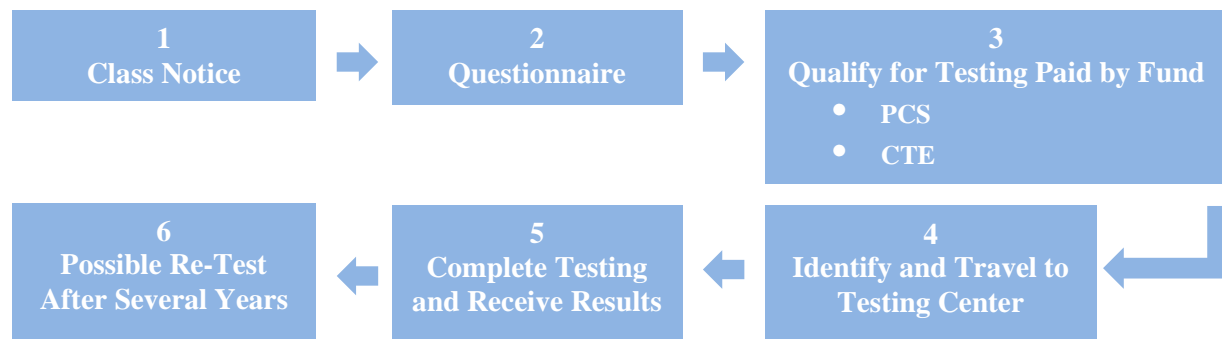 1
Class Notice
2
Questionnaire
3
Qualify for Testing Paid by Fund
• PCS
• CTE
4
Identify and Travel to
Testing Center
5
Complete Testing
and Receive Results
6
Possible Re-Test
After Several Years